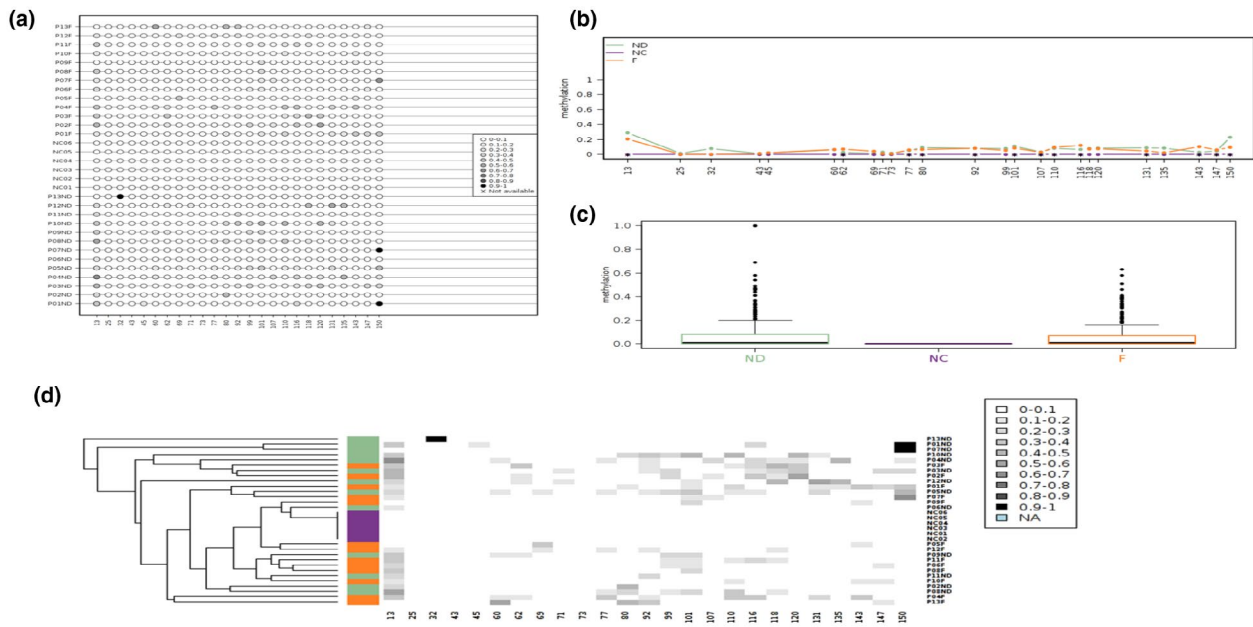 (a)
P13F
P12F
P11F
P10F
P09F
P08F
P07F
P06F
P05F
P04F
P03F
P02F
P01F
NC06
NC05
NC04
NC03
NC02
NC01
P13ND
P12ND
P11ND
P10ND
P09ND
P08ND
P07ND
P06ND
P05ND
P04ND
P03ND
P02ND
P01ND
13 25 32 43 45 60 62 69 71 73 77 80 92 99 101 107 110 116 118 120 131 135 143 147 150
0-0.1
0.1-0.2
0.2-0.3
0.3-0.4
0.4-0.5
0.5-0.6
0.6-0.7
0.7-0.8
0.8-0.9
0.9-1
x Not available
(b)
ND
NC
F
methylation
1
0.8
0.6
0.4
0.2
0
13 25 32 43 45 60 62 69 71 73 77 80 92 99 101 107 110 116 118 120 131 135 143 147 150
(c)
methylation
1.0
0.8
0.6
0.4
0.2
0.0
ND NC F
(d)
P13ND
P01ND
P07ND
P10ND
P04ND
P03F
P03ND
P02F
P12ND
P01F
P05ND
P07F
P09F
P06ND
NC06
NC05
NC04
NC03
NC01
NC02
P05F
P12F
P09ND
P11F
P06F
P08F
P11ND
P10F
P02ND
P08ND
P04F
P13F
13 25 32 43 45 60 62 69 71 73 77 80 92 99 101 107 110 116 118 120 131 135 143 147 150
0-0.1
0.1-0.2
0.2-0.3
0.3-0.4
0.4-0.5
0.5-0.6
0.6-0.7
0.7-0.8
0.8-0.9
0.9-1
NA